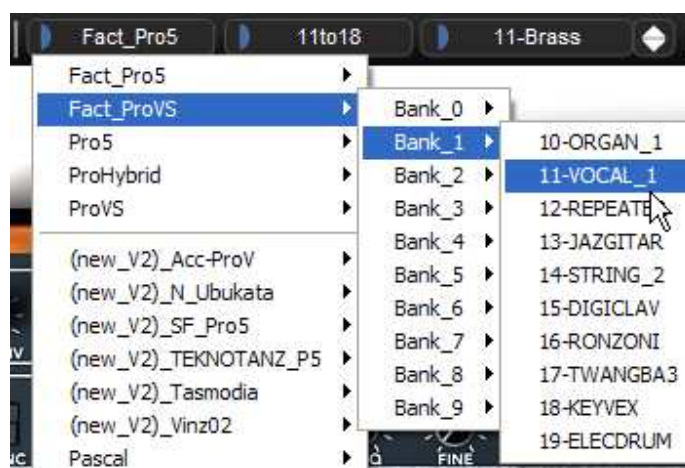 Fact_Pro5 11to18 11-Brass
Fact_Pro5
Fact_ProVS
Pro5
ProHybrid
ProVS
(new_V2)_Acc-ProV
(new_V2)_N_Ubukata
(new_V2)_SF_Pro5
(new_V2)_TEKNOTANZ_P5
(new_V2)_Tasmodia
(new_V2)_Vinz02
Pascal
Bank_0
Bank_1
Bank_2
Bank_3
Bank_4
Bank_5
Bank_6
Bank_7
Bank_8
Bank_9
10-ORGAN_1
11-VOCAL_1
12-REPEATE
13-JAZGITAR
14-STRING_2
15-DIGICLAV
16-RONZONI
17-TWANGBA3
18-KEYVEX
19-ELECDRUM
FINE